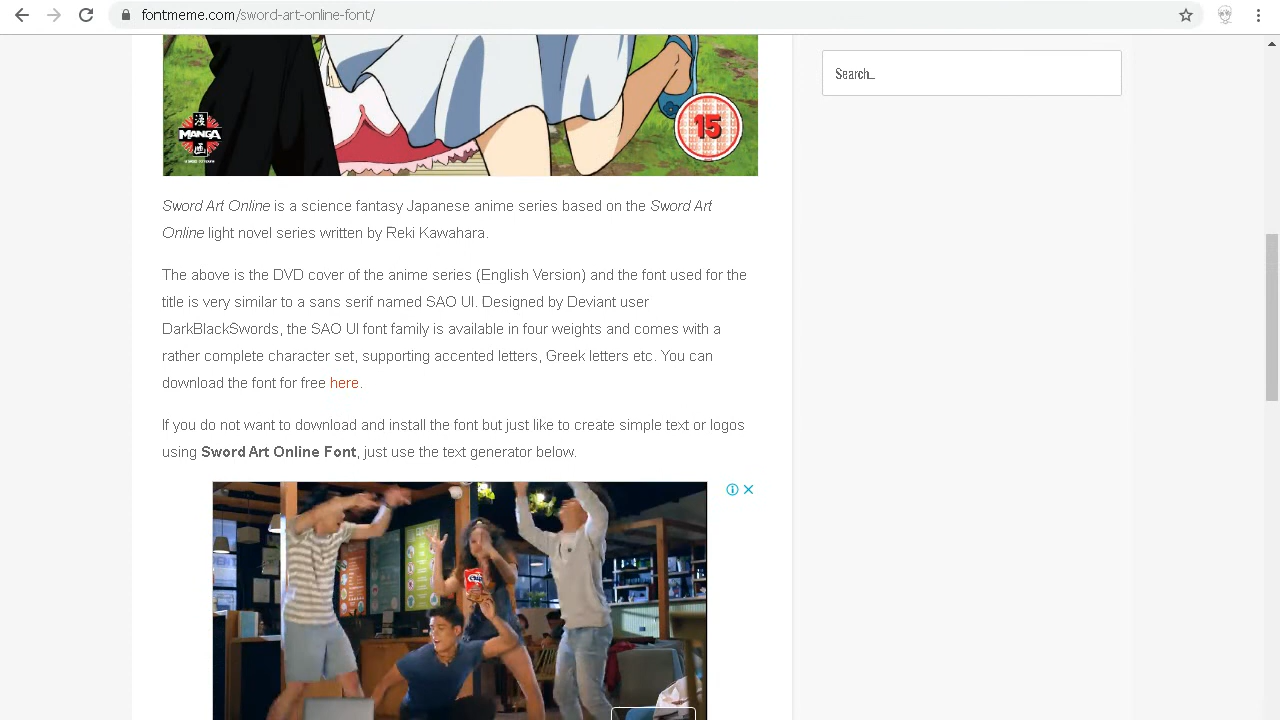 fontmeme.com/sword-art-online-font/
Search...
漫
MANGA
通
15
Sword Art Online is a science fantasy Japanese anime series based on the Sword Art
Online light novel series written by Reki Kawahara.
The above is the DVD cover of the anime series (English Version) and the font used for the
title is very similar to a sans serif named SAO UI. Designed by Deviant user
DarkBlackSwords, the SAO UI font family is available in four weights and comes with a
rather complete character set, supporting accented letters, Greek letters etc. You can
download the font for free here.
If you do not want to download and install the font but just like to create simple text or logos
using Sword Art Online Font, just use the text generator below.